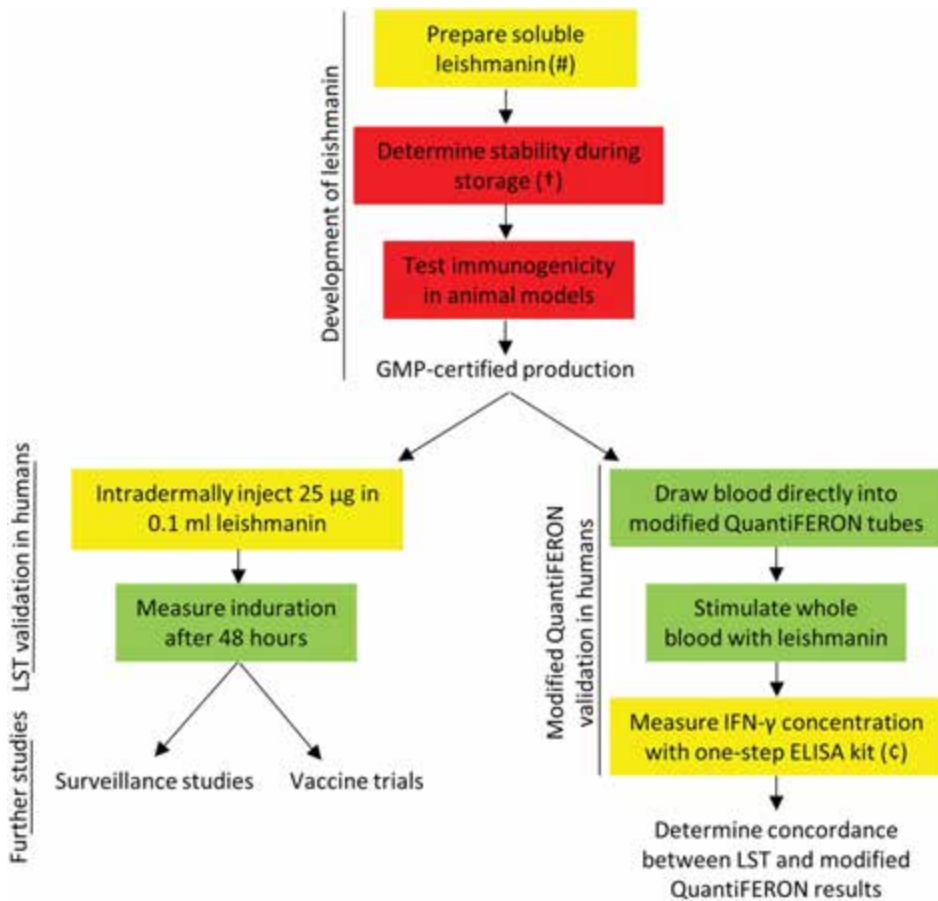 Development of leishmanin
Prepare soluble
leishmanin (#)
Determine stability during
storage (†)
Test immunogenicity
in animal models
GMP-certified production
LST validation in humans
Intradermally inject 25 µg in
0.1 ml leishmanin
Measure induration
after 48 hours
Further studies
Surveillance studies
Vaccine trials
Modified QuantiFERON
validation in humans
Draw blood directly into
modified QuantiFERON tubes
Stimulate whole
blood with leishmanin
Measure IFN-γ concentration
with one-step ELISA kit (¢)
Determine concordance
between LST and modified
QuantiFERON results